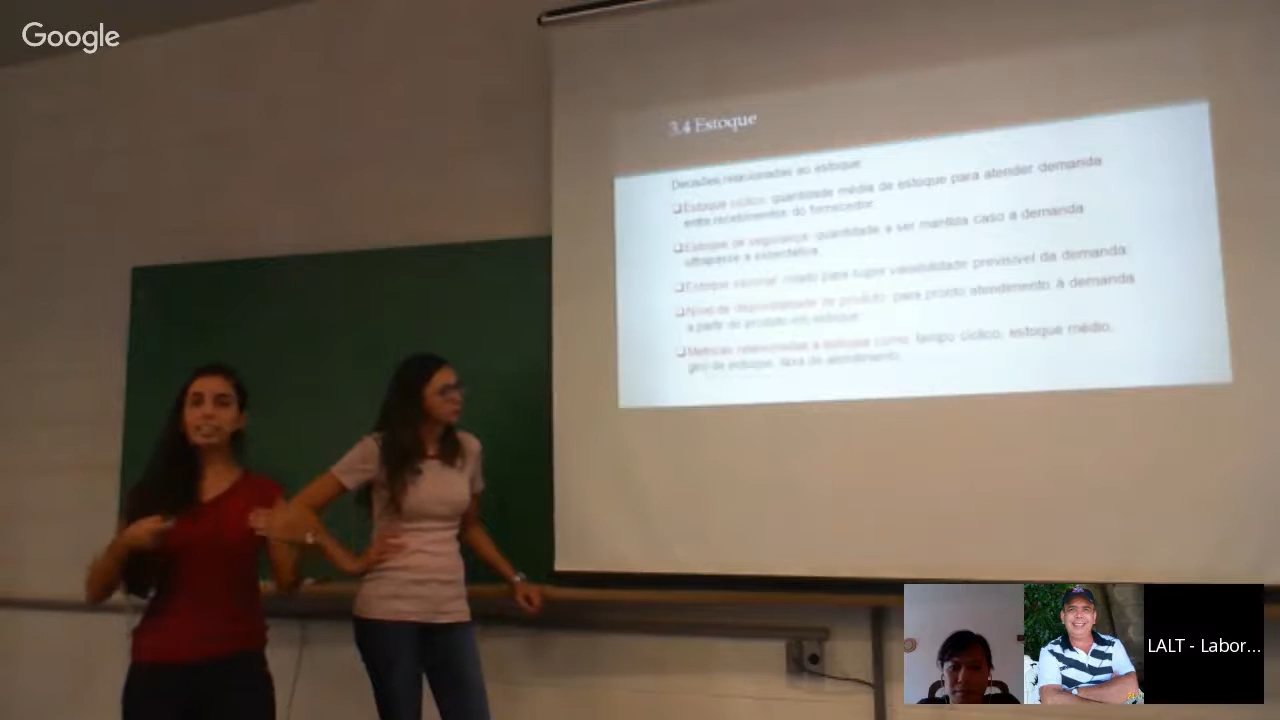 Google
3.4 Estoque
Decisões relacionadas ao estoque:
Estoque cíclico: quantidade média de estoque para atender demanda
entre recebimentos do fornecedor.
Estoque de segurança: quantidade a ser mantida caso a demanda
ultrapasse a expectativa.
Estoque sazonal: criado para suprir variabilidade previsível da demanda;
Nível de disponibilidade de produto: para pronto atendimento à demanda
a partir do produto em estoque;
Métricas relacionadas a estoque como: tempo cíclico, estoque médio,
giro de estoque, taxa de atendimento.
LALT - Labor...